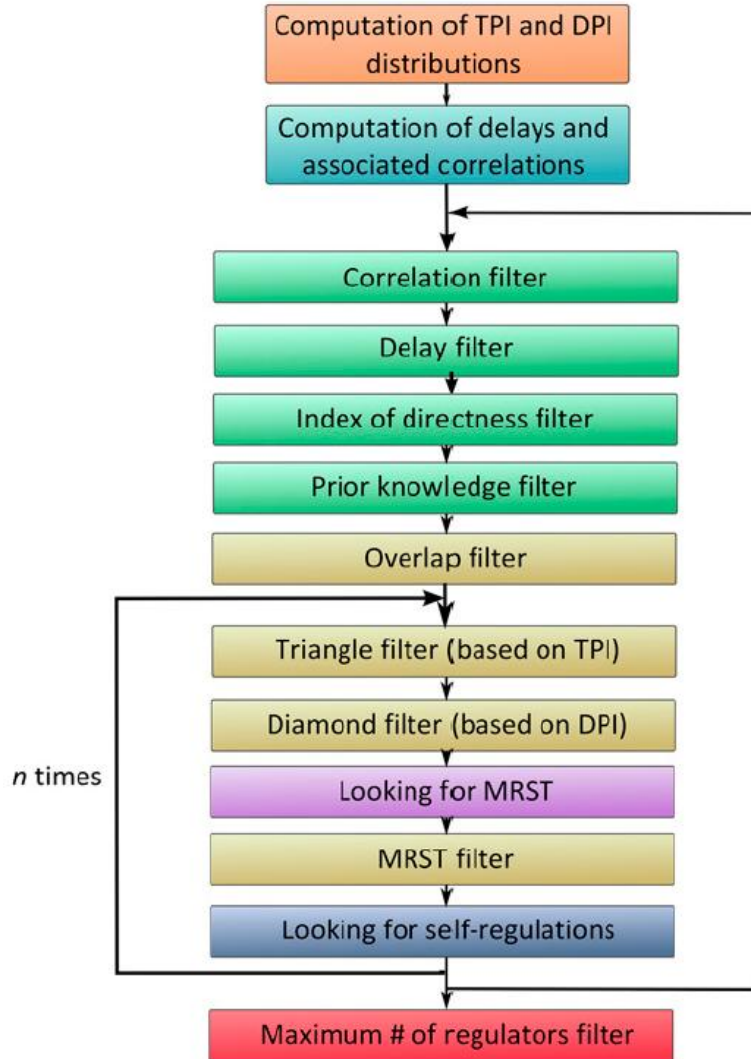 Computation of TPI and DPI
distributions
Computation of delays and
associated correlations
Correlation filter
Delay filter
Index of directness filter
Prior knowledge filter
Overlap filter
Triangle filter (based on TPI)
Diamond filter (based on DPI)
n times
Looking for MRST
MRST filter
Looking for self-regulations
Maximum # of regulators filter